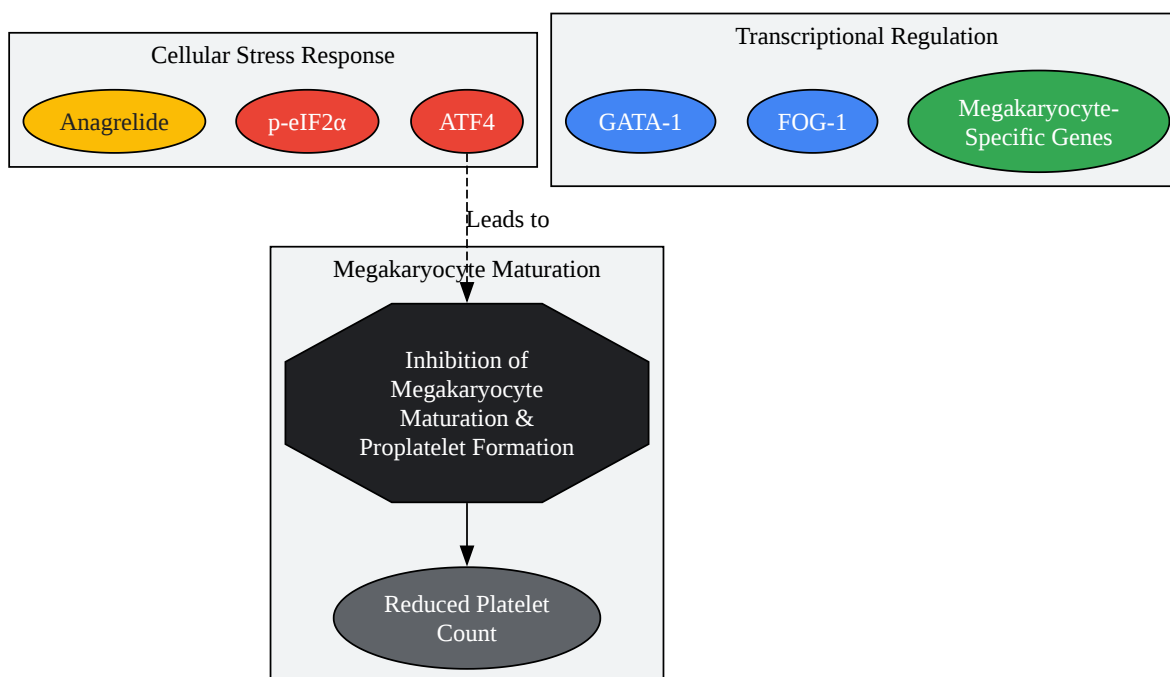 Cellular Stress Response
Anagrelide
p-eIF2α
ATF4
Transcriptional Regulation
GATA-1
FOG-1
Megakaryocyte-
Specific Genes
Leads to
Megakaryocyte Maturation
Inhibition of
Megakaryocyte
Maturation &
Proplatelet Formation
Reduced Platelet
Count